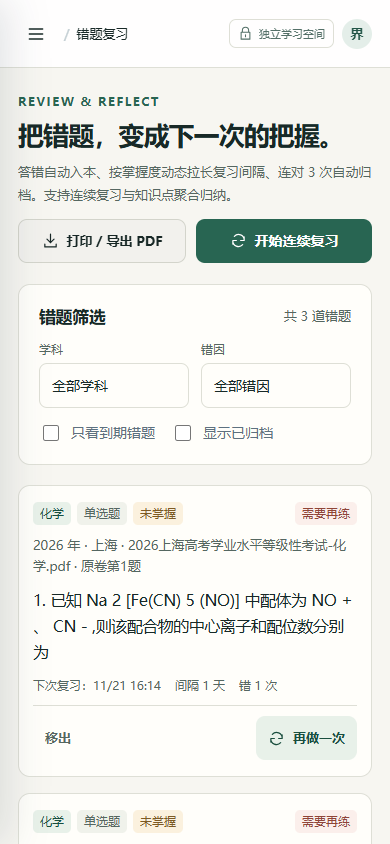 / 错题复习
独立学习空间
界
REVIEW & REFLECT
把错题，变成下一次的把握。
答错自动入本、按掌握度动态拉长复习间隔、连对 3 次自动归
档。支持连续复习与知识点聚合归纳。
打印 / 导出 PDF
开始连续复习
错题筛选
共 3 道错题
学科
错因
全部学科
全部错因
只看到期错题
显示已归档
化学 单选题 未掌握 需要再练
2026 年 · 上海 · 2026上海高考学业水平等级性考试-化
学.pdf · 原卷第1题
1. 已知 Na 2 [Fe(CN) 5 (NO)] 中配体为 NO +
、 CN - ,则该配合物的中心离子和配位数分别
为
下次复习：11/21 16:14 间隔 1 天 错 1 次
移出
再做一次
化学 单选题 未掌握 需要再练